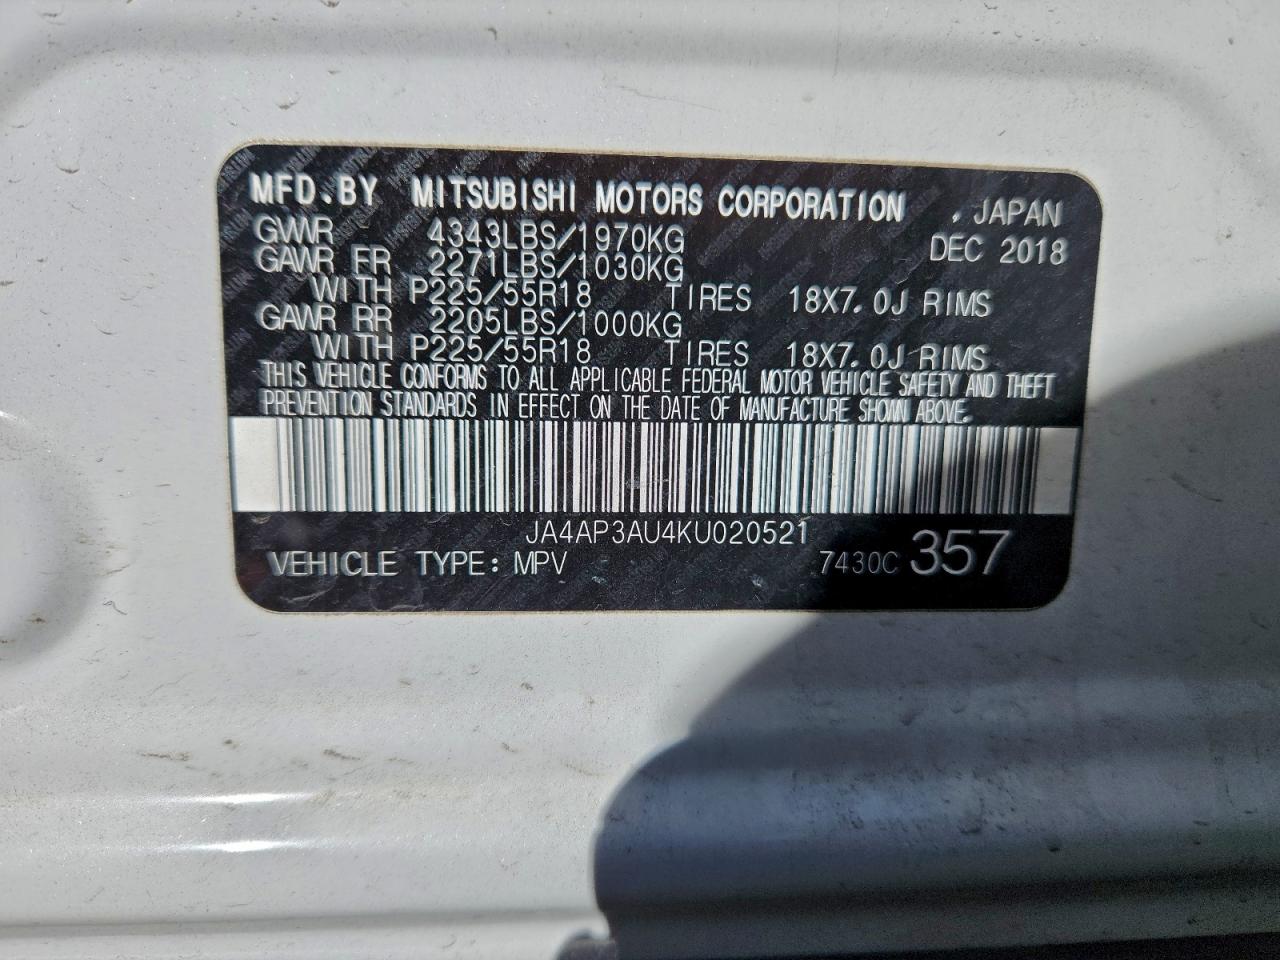 MFD.BY MITSUBISHI MOTORS CORPORATION , JAPAN
GVWR 4343LBS/1970KG DEC 2018
GAWR FR 2271LBS/1030KG
WITH P225/55R18 TIRES 18X7.0J RIMS
GAWR RR 2205LBS/1000KG
WITH P225/55R18 TIRES 18X7.0J RIMS
THIS VEHICLE CONFORMS TO ALL APPLICABLE FEDERAL MOTOR VEHICLE SAFETY AND THEFT
PREVENTION STANDARDS IN EFFECT ON THE DATE OF MANUFACTURE SHOWN ABOVE.
JA4AP3AU4KU020521
VEHICLE TYPE: MPV 7430C 357